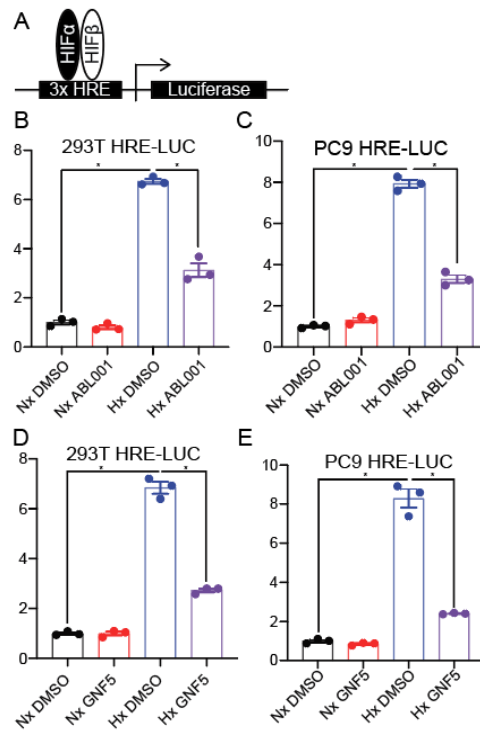 A
HIFα HIFβ
3x HRE Luciferase
B
293T HRE-LUC
* *
8
6
4
2
0
Nx DMSO Nx ABL001 Hx DMSO Hx ABL001
C
PC9 HRE-LUC
* *
10
8
6
4
2
0
Nx DMSO Nx ABL001 Hx DMSO Hx ABL001
D
293T HRE-LUC
* *
8
6
4
2
0
Nx DMSO Nx GNF5 Hx DMSO Hx GNF5
E
PC9 HRE-LUC
* *
10
8
6
4
2
0
Nx DMSO Nx GNF5 Hx DMSO Hx GNF5